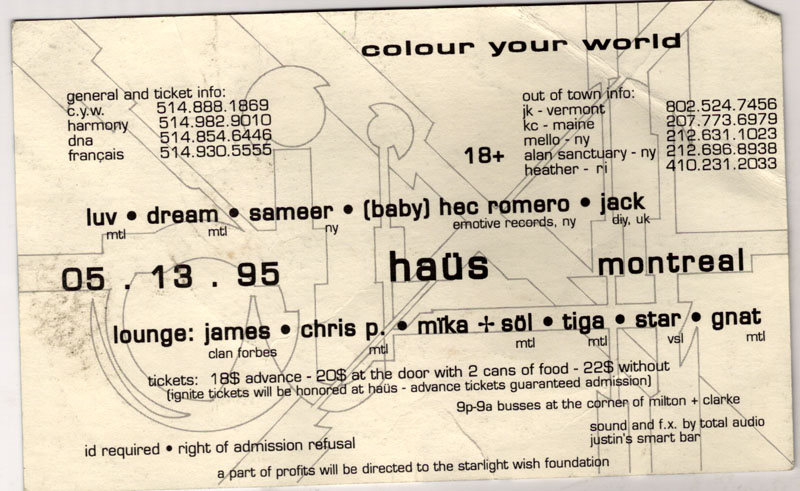 colour your world
general and ticket info:
c.y.w. 514.888.1869
harmony 514.982.9010
dna 514.854.6446
français 514.930.5555
out of town info:
jk - vermont 802.524.7456
kc - maine 207.773.6979
mello - ny 212.631.1023
18+ alan sanctuary - ny 212.696.8938
heather - ri 410.231.2033
luv • dream • sameer • (baby) hec romero • jack
mtl mtl ny emotive records, ny diy, uk
05 . 13 . 95 haüs montreal
lounge: james • chris p. • mïka + söl • tiga • star • gnat
clan forbes mtl mtl mtl vsl mtl
tickets: 18$ advance - 20$ at the door with 2 cans of food - 22$ without
(ignite tickets will be honored at haüs - advance tickets guaranteed admission)
9p-9a busses at the corner of milton + clarke
sound and f.x. by total audio
justin's smart bar
id required • right of admission refusal
a part of profits will be directed to the starlight wish foundation